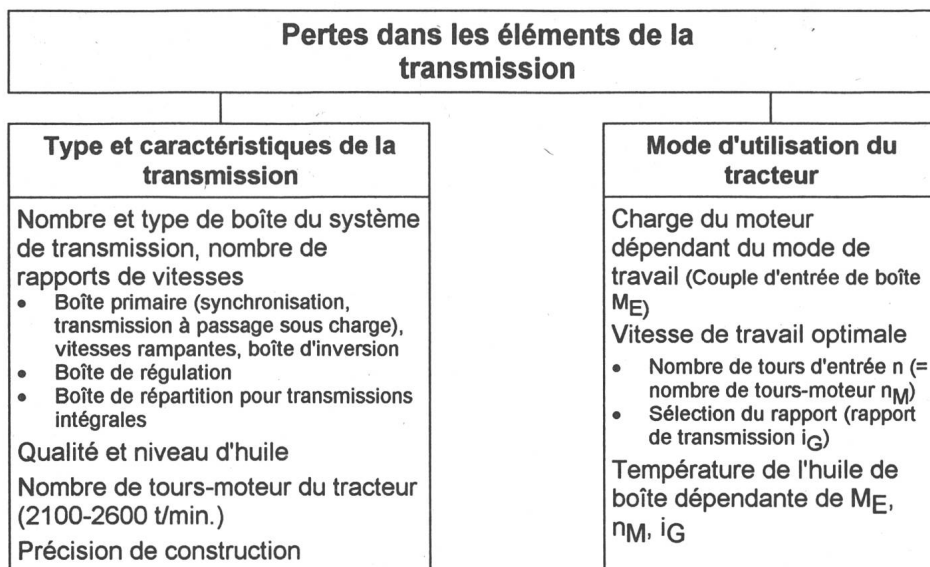 Pertes dans les éléments de la
transmission
Type et caractéristiques de la
transmission
Nombre et type de boîte du système
de transmission, nombre de
rapports de vitesses
• Boîte primaire (synchronisation,
transmission à passage sous charge),
vitesses rampantes, boîte d'inversion
• Boîte de régulation
• Boîte de répartition pour transmissions
intégrales
Qualité et niveau d'huile
Nombre de tours-moteur du tracteur
(2100-2600 t/min.)
Précision de construction
Mode d'utilisation du
tracteur
Charge du moteur
dépendant du mode de
travail (Couple d'entrée de boîte
ME)
Vitesse de travail optimale
• Nombre de tours d'entrée n (=
nombre de tours-moteur nM)
• Sélection du rapport (rapport
de transmission iG)
Température de l'huile de
boîte dépendante de ME,
nM, iG